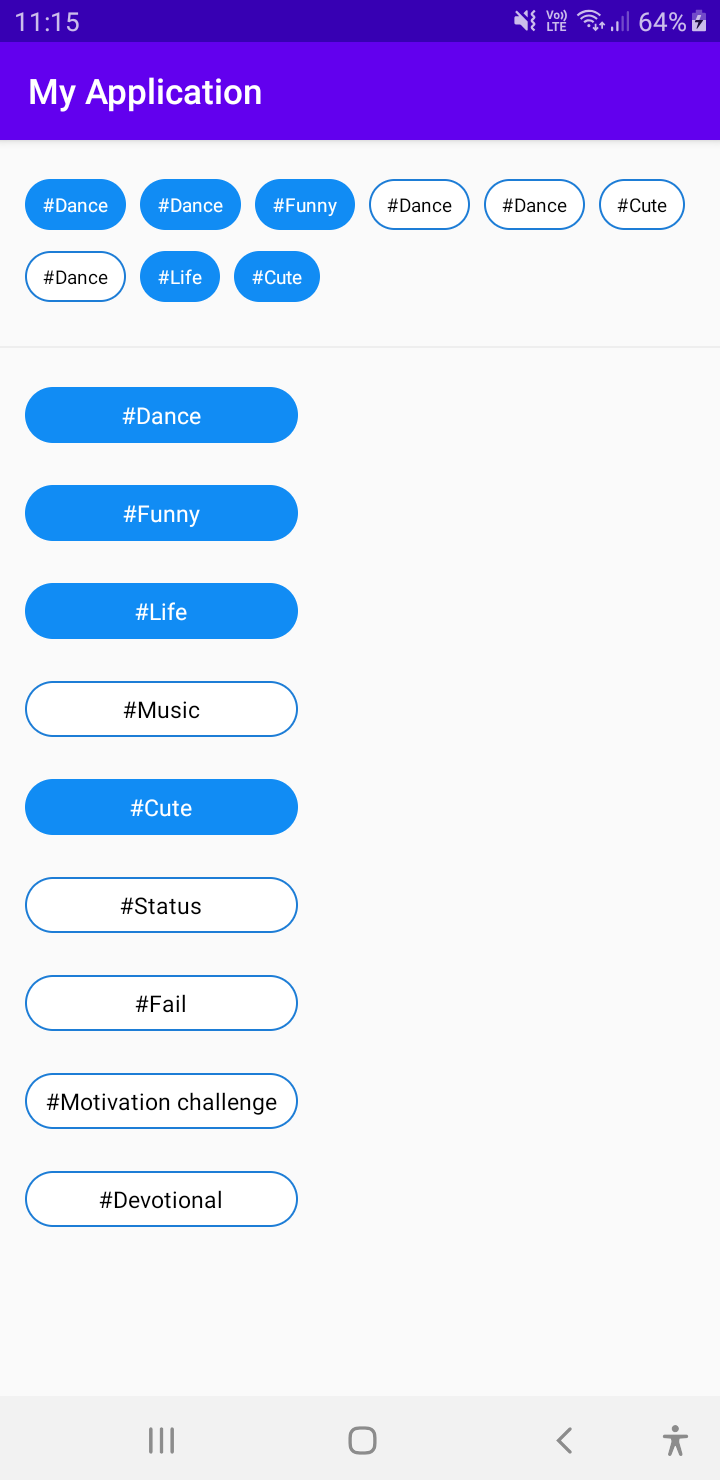 11:15 Vo)) LTE 64%
My Application
#Dance #Dance #Funny #Dance #Dance #Cute
#Dance #Life #Cute
#Dance
#Funny
#Life
#Music
#Cute
#Status
#Fail
#Motivation challenge
#Devotional